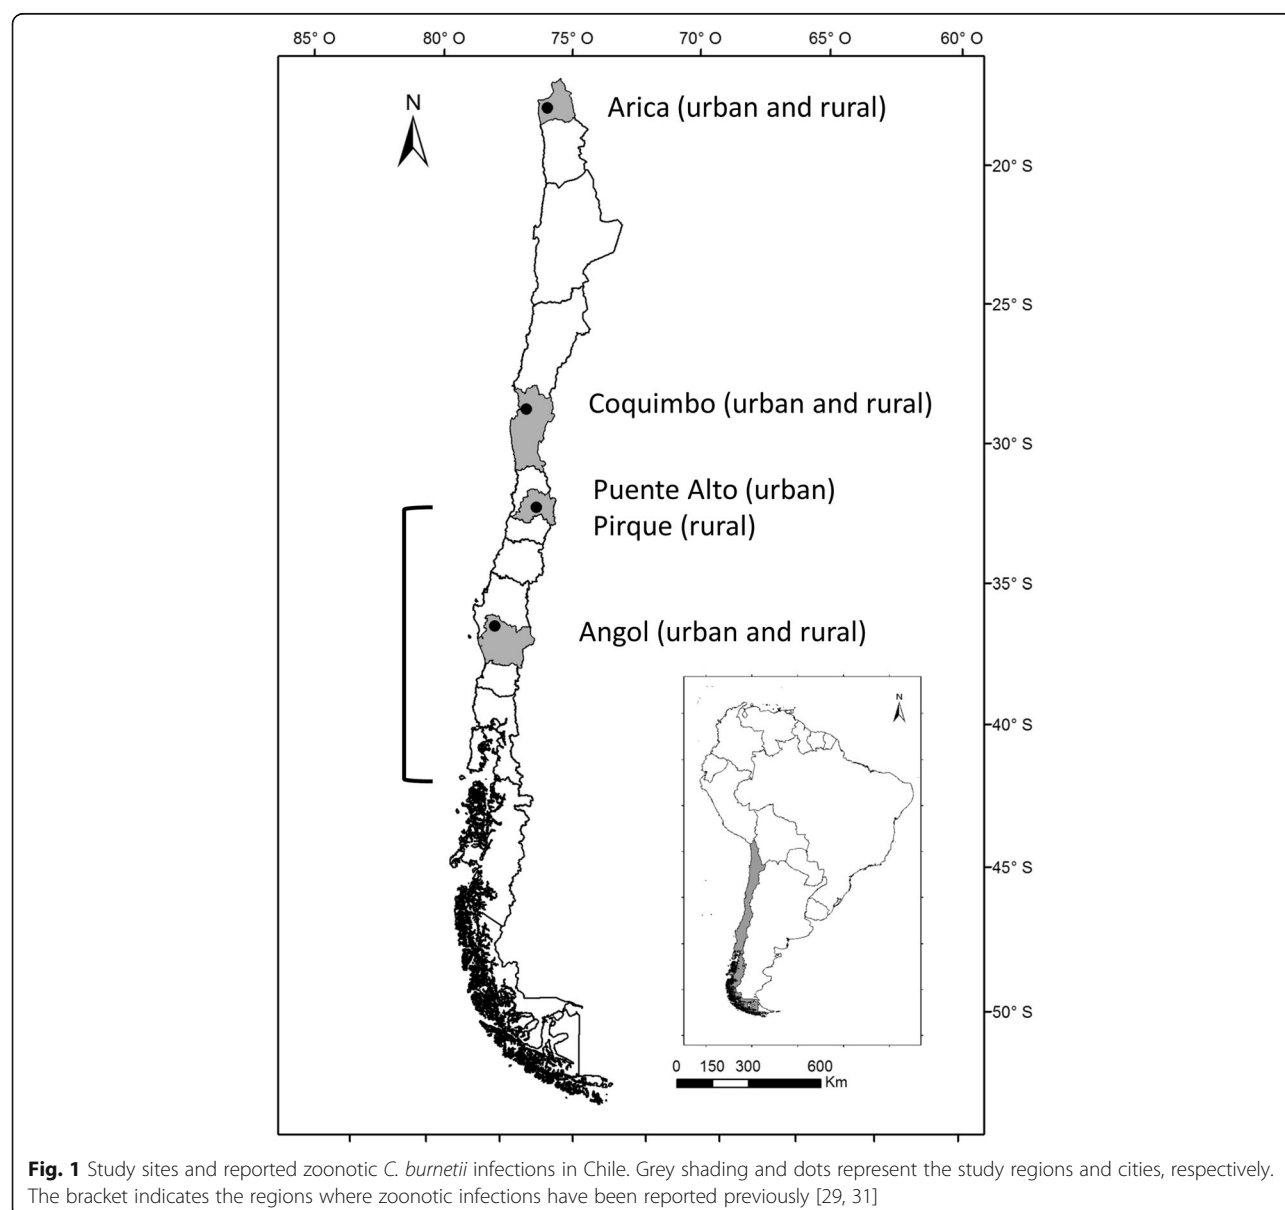 85° O 80° O 75° O 70° O 65° O 60° O
N
Arica (urban and rural)
20° S
25° S
Coquimbo (urban and rural)
30° S
Puente Alto (urban)
Pirque (rural)
35° S
Angol (urban and rural)
N
40° S
45° S
50° S
0 150 300 600
Km
Fig. 1 Study sites and reported zoonotic C. burnetii infections in Chile. Grey shading and dots represent the study regions and cities, respectively.
The bracket indicates the regions where zoonotic infections have been reported previously [29, 31]